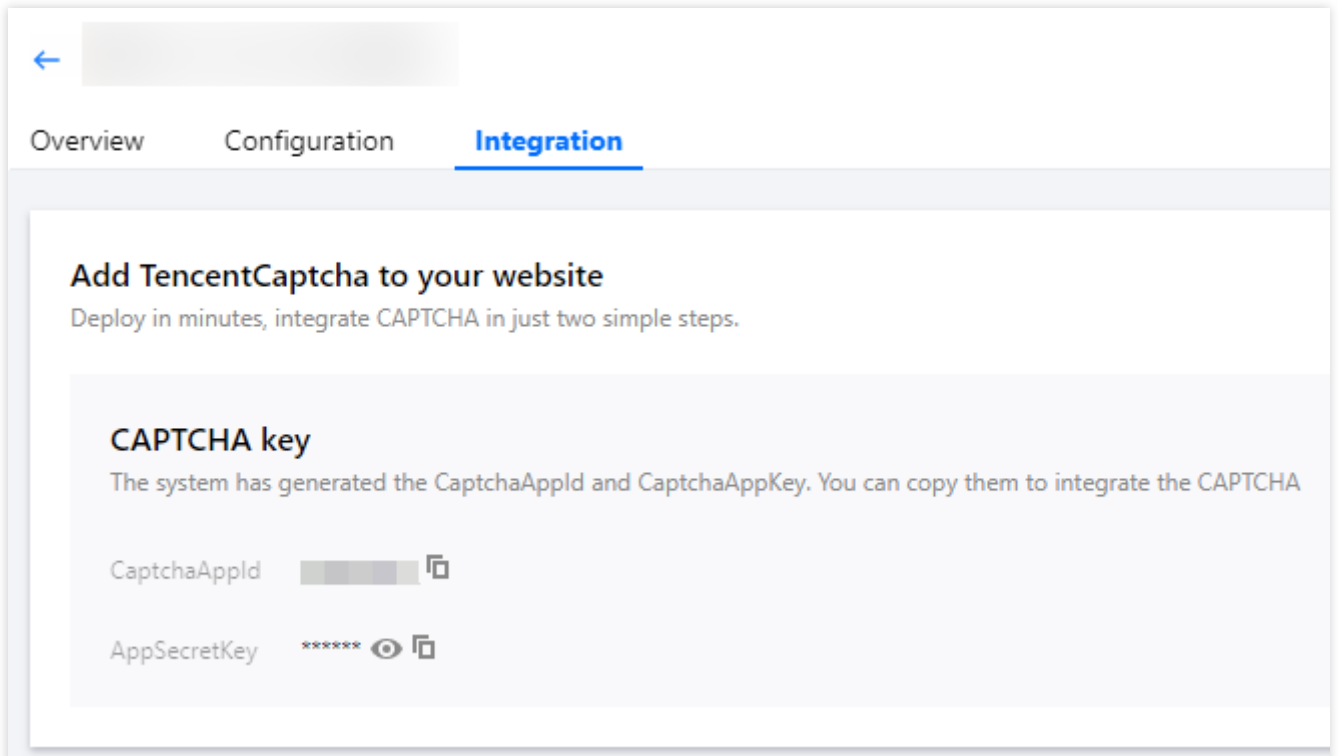 Overview Configuration Integration
Add TencentCaptcha to your website
Deploy in minutes, integrate CAPTCHA in just two simple steps.
CAPTCHA key
The system has generated the CaptchaAppId and CaptchaAppKey. You can copy them to integrate the CAPTCHA
CaptchaAppId
AppSecretKey ******